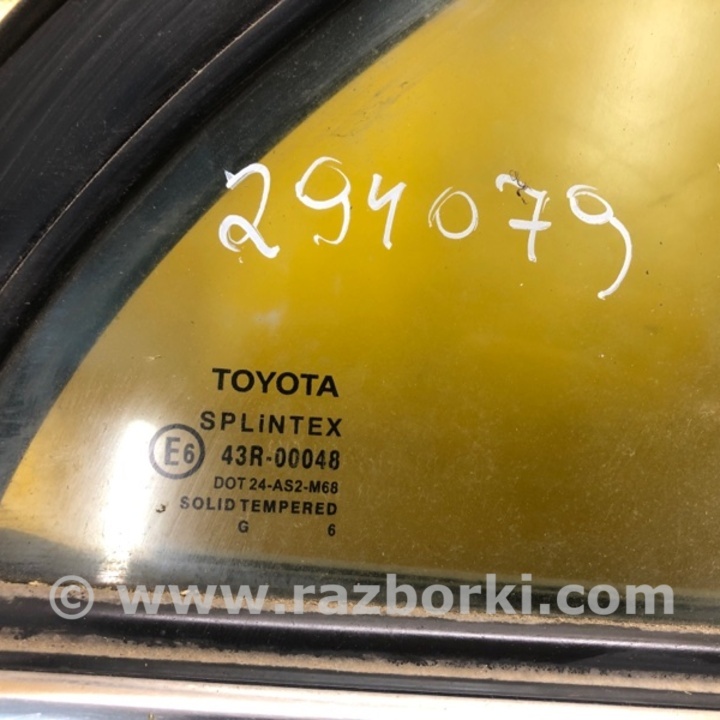 294079
TOYOTA
SPLiNTEX
E6 43R-00048
DOT 24-AS2-M68
SOLID TEMPERED
G 6
© www.razborki.com